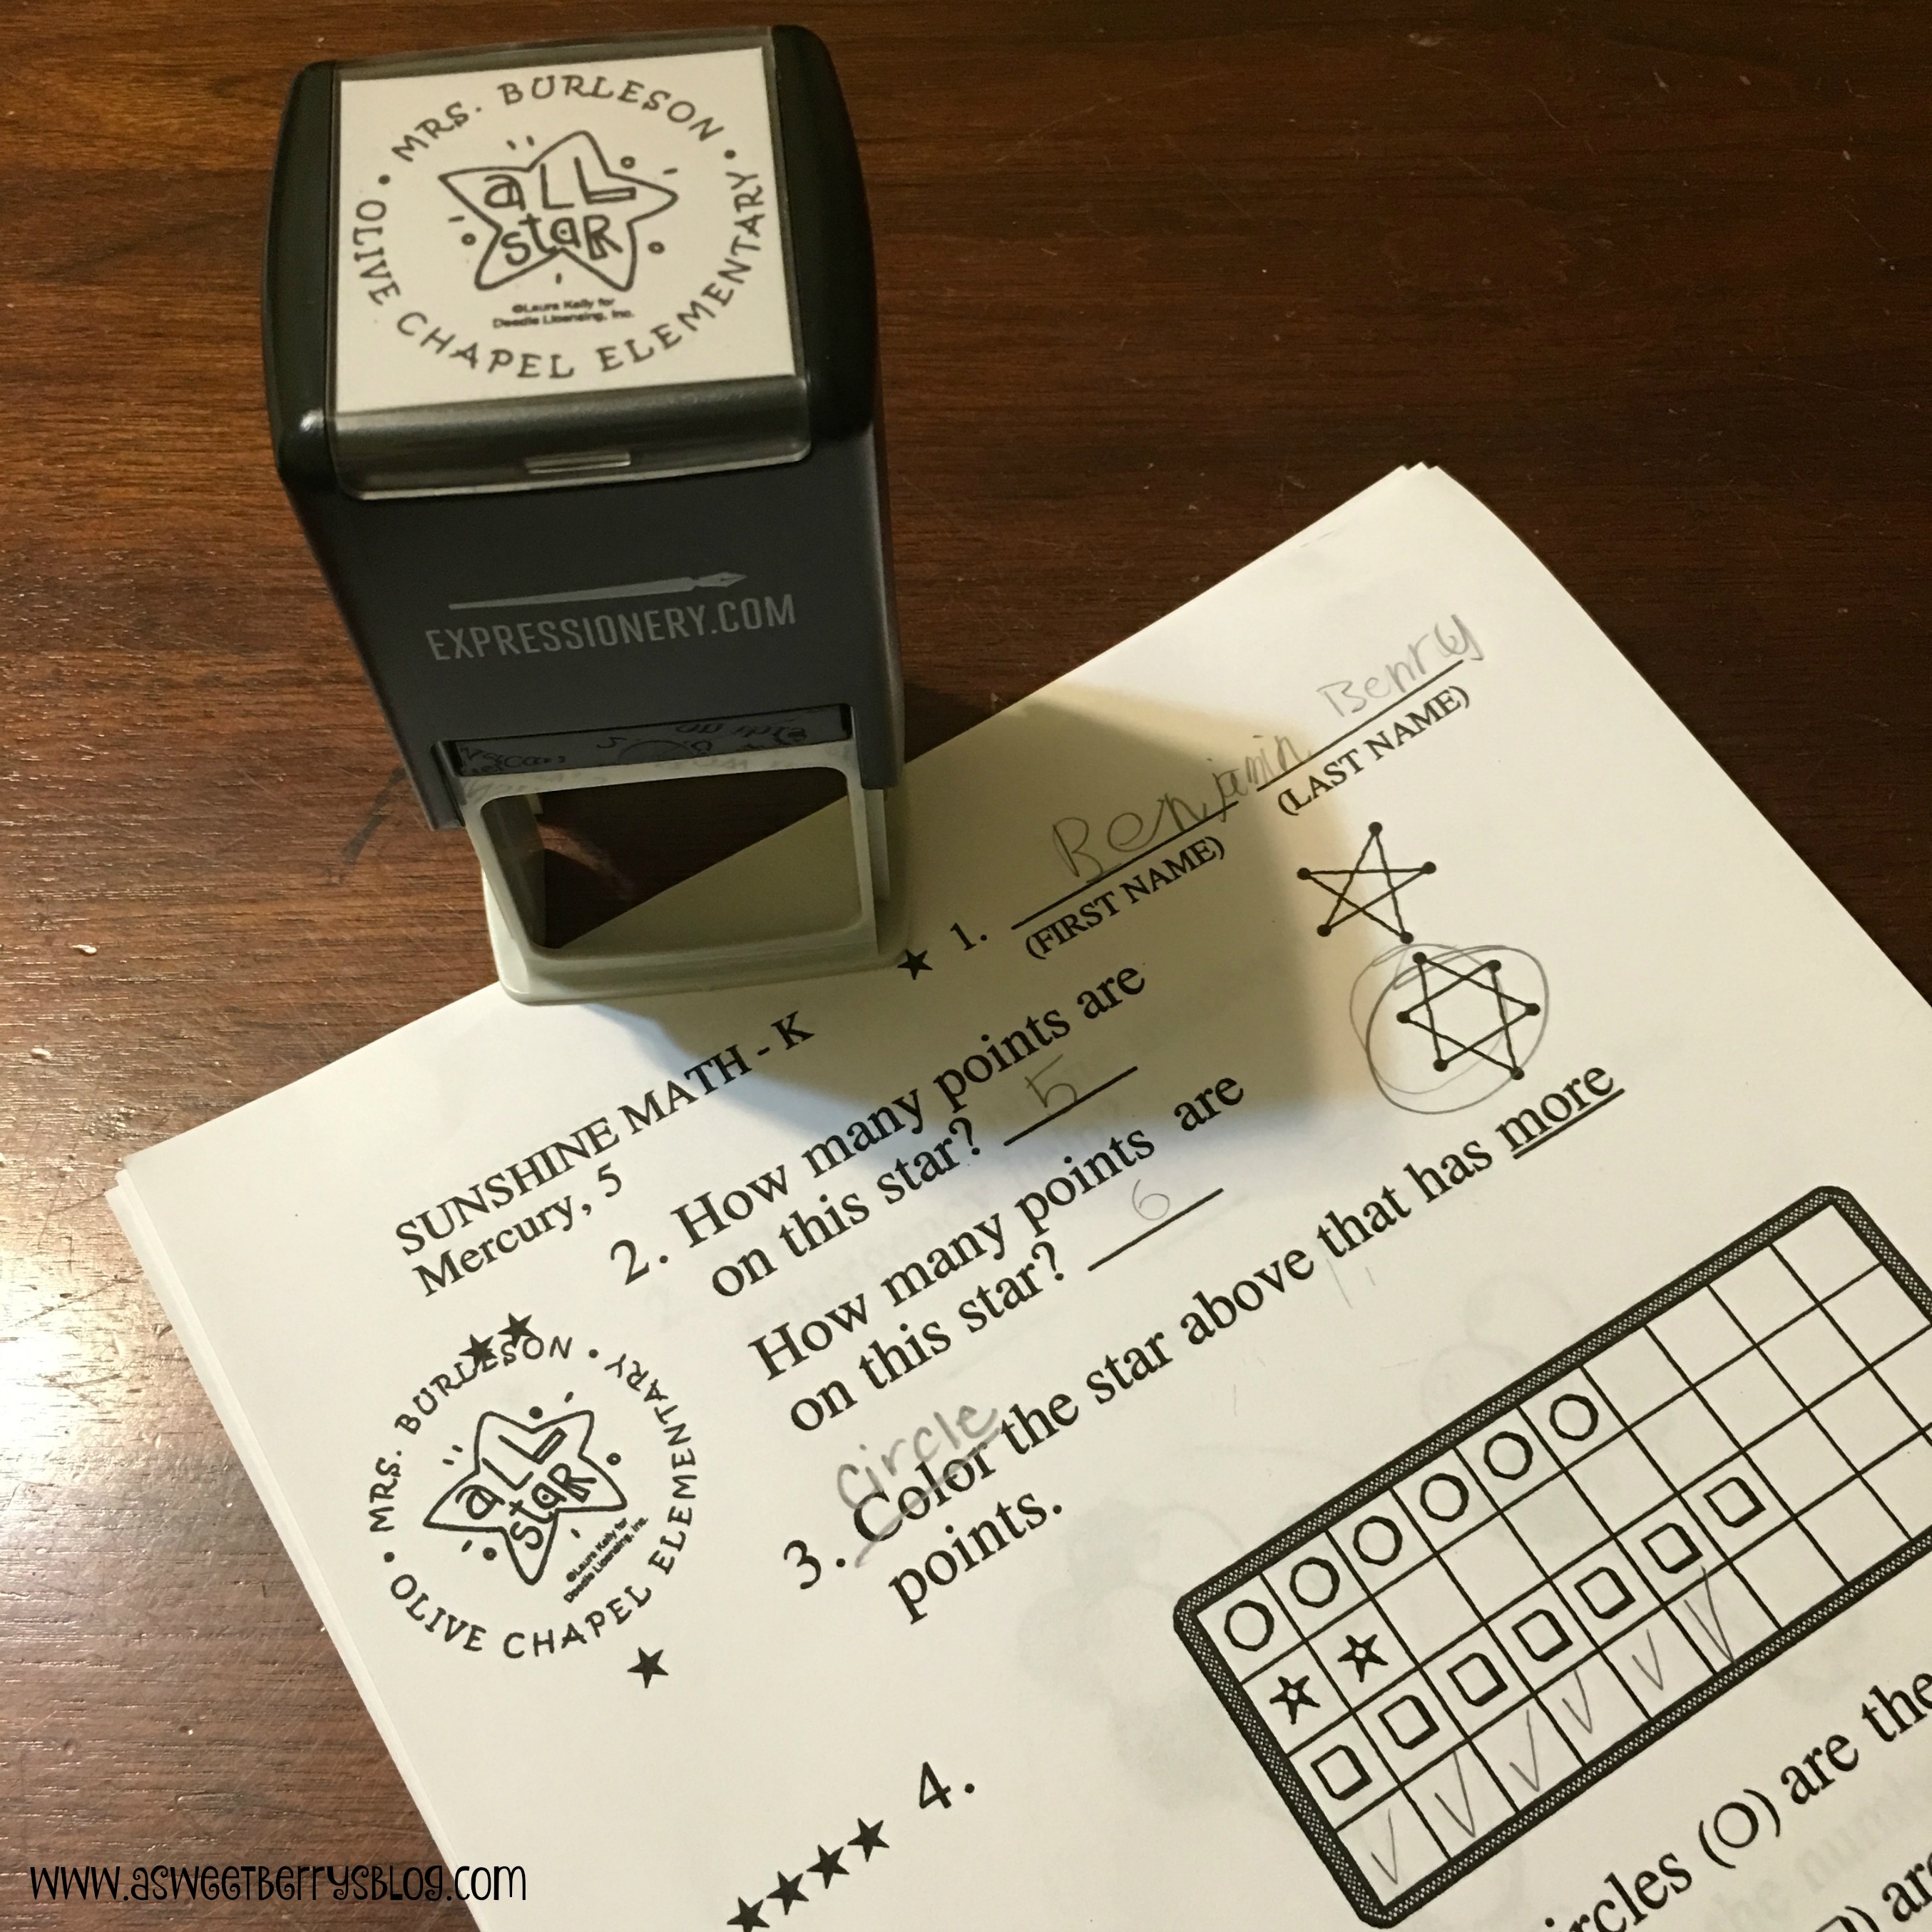 • MRS. BURLESON •
OLIVE CHAPEL ELEMENTARY
aLL
staR
©Laura Kelly for
Doodle Licensing, Inc.
EXPRESSIONERY.COM
★ 1. Benjamin
(FIRST NAME)
(LAST NAME)
SUNSHINE MATH - K
Mercury, 5
2. How many points are
on this star? 5
How many points are
on this star? 6
circle
3. Color the star above that has more
points.
• MRS. BURLESON •
OLIVE CHAPEL ELEMENTARY
aLL
staR
©Laura Kelly for
Doodle Licensing, Inc.
★★★★ 4.
ircles (O)) are the
are
www.aSweetBerrysBlog.com